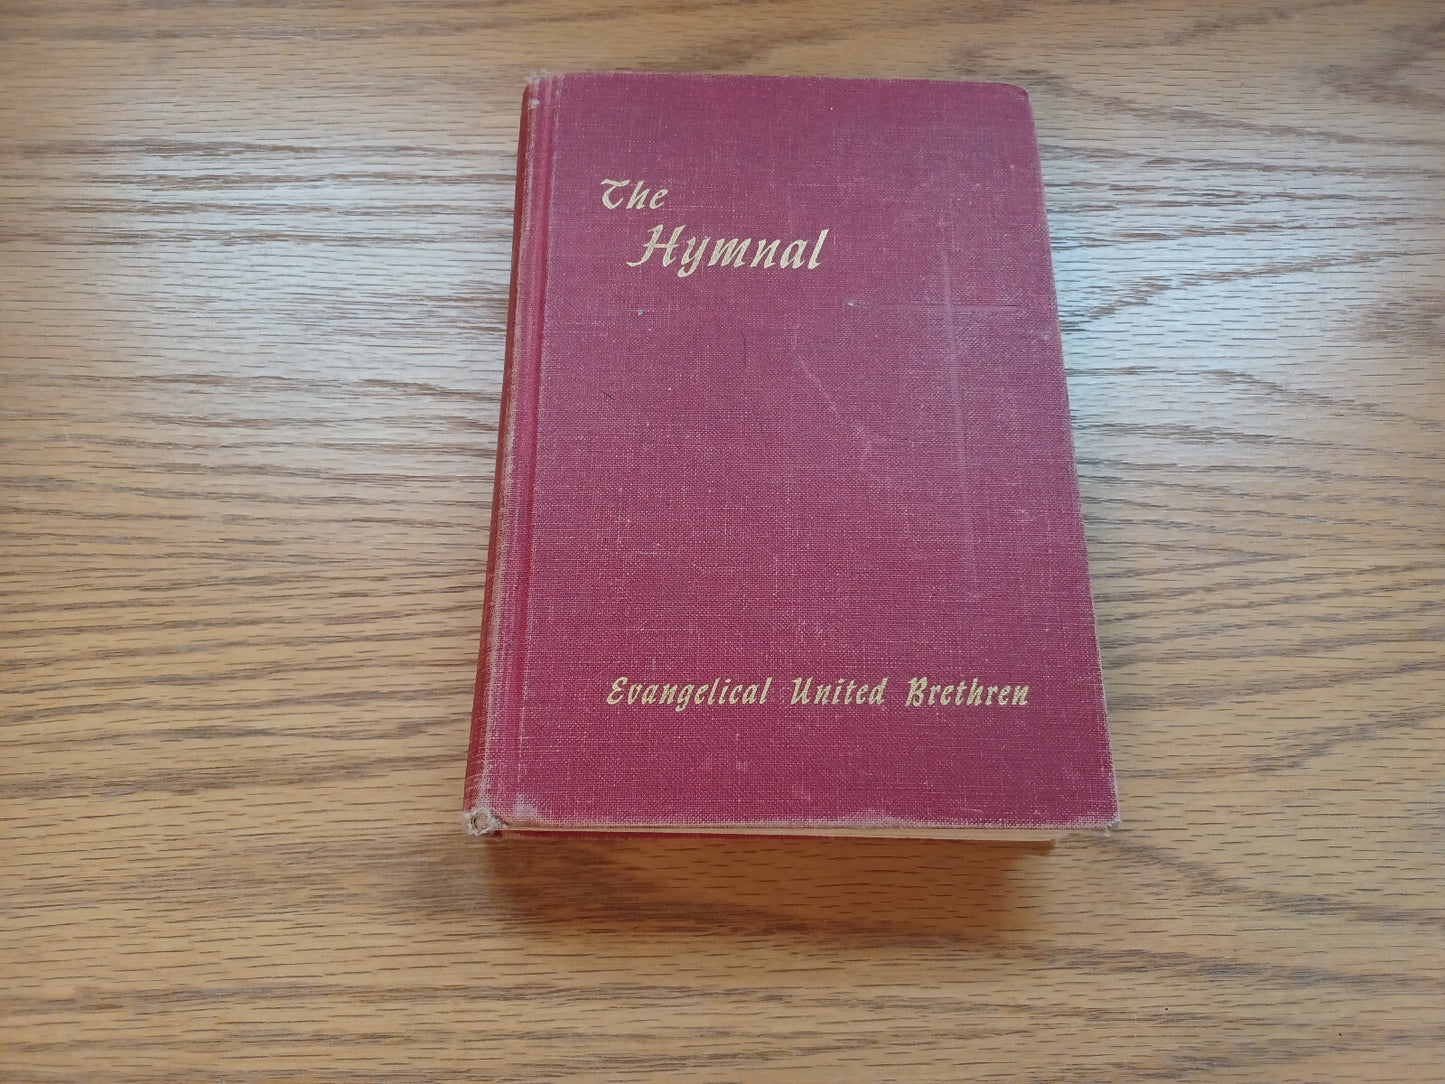 The
Hymnal
Evangelical United Brethren